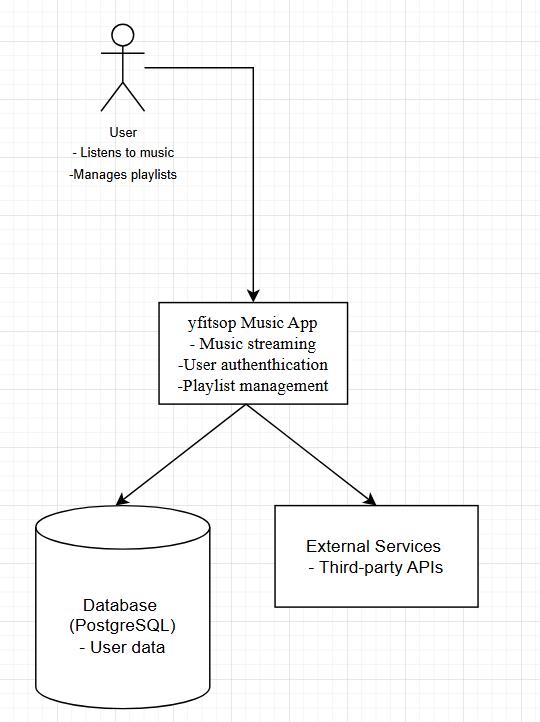 User
- Listens to music
-Manages playlists
yfitsop Music App
- Music streaming
-User authenthication
-Playlist management
Database
(PostgreSQL)
- User data
External Services
- Third-party APIs